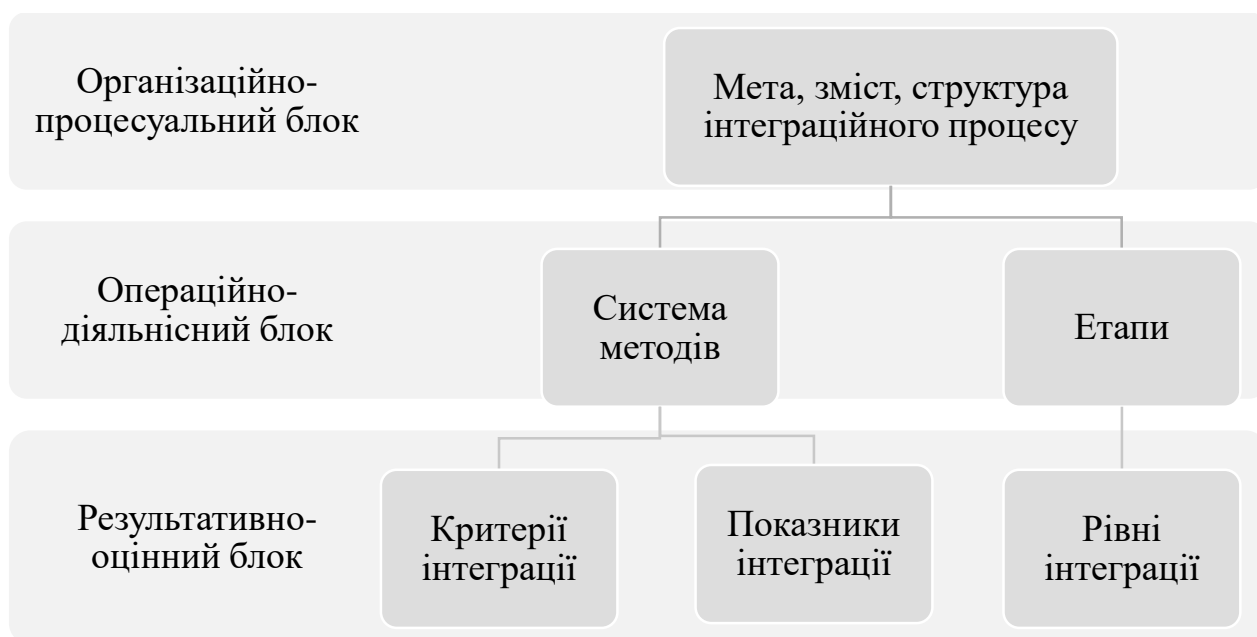 Організаційно-
процесуальний блок
Мета, зміст, структура
інтеграційного процесу
Операційно-
діяльнісний блок
Система
методів
Етапи
Результативно-
оцінний блок
Критерії
інтеграції
Показники
інтеграції
Рівні
інтеграції